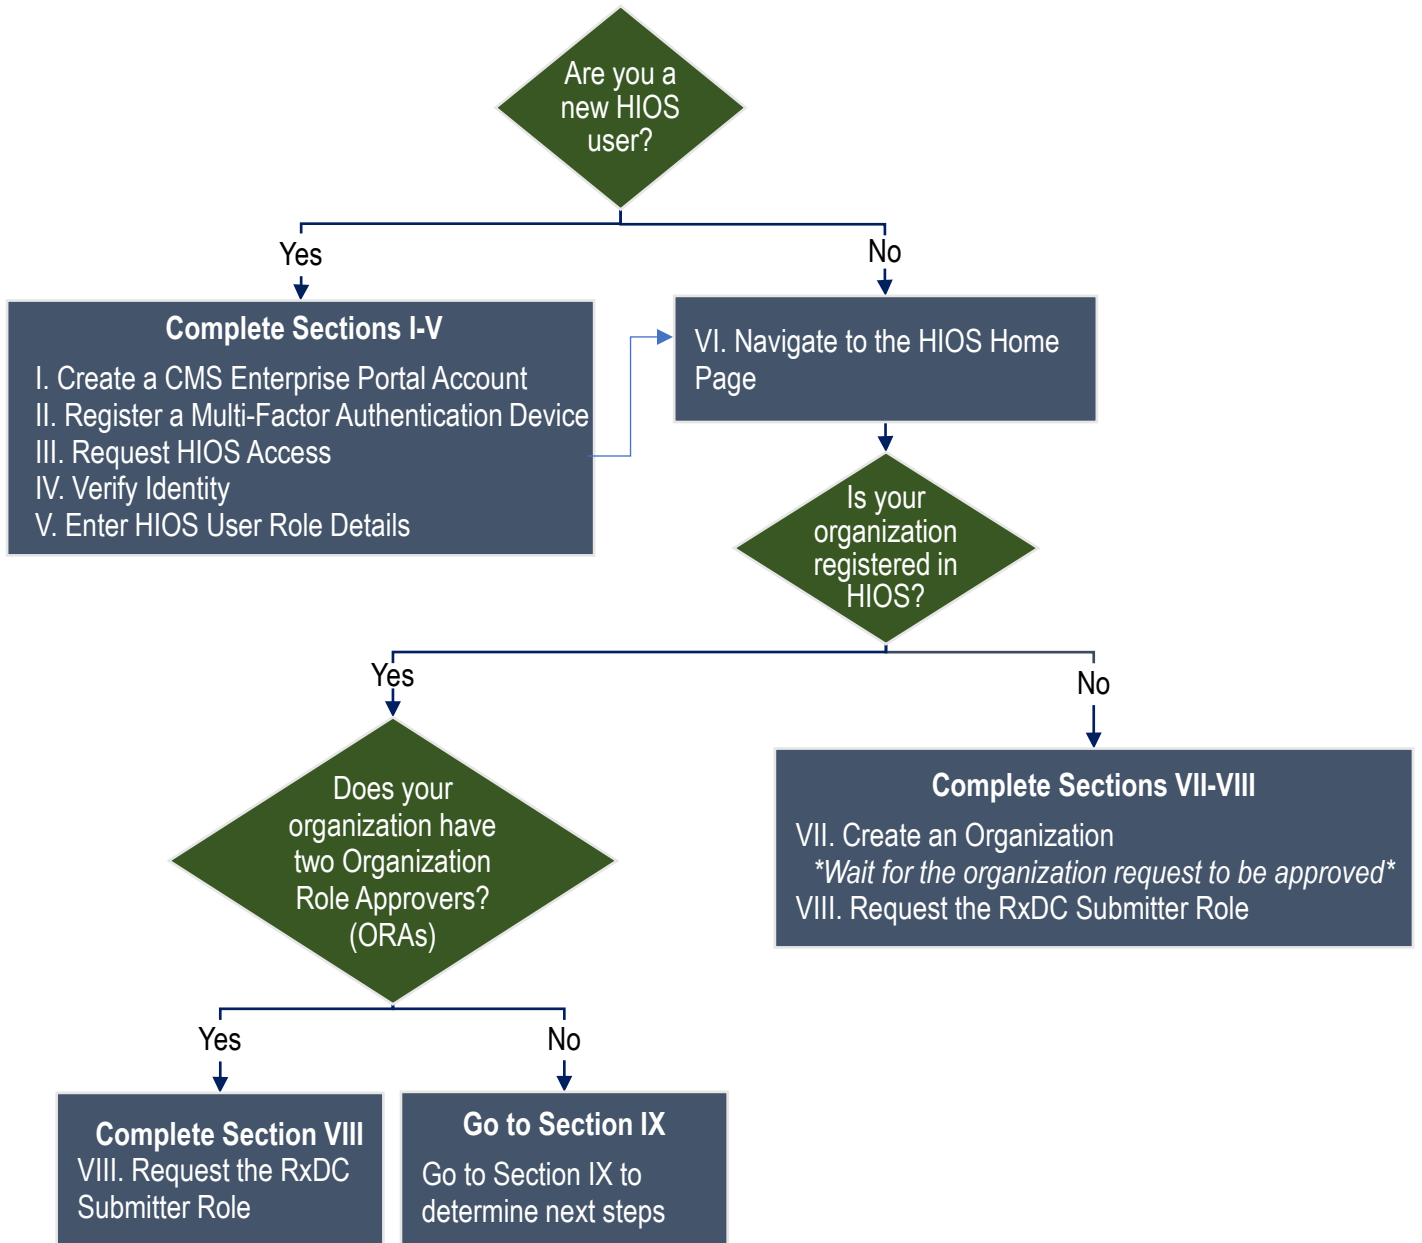 Are you a
new HIOS
user?
Yes
No
Complete Sections I-V
I. Create a CMS Enterprise Portal Account
II. Register a Multi-Factor Authentication Device
III. Request HIOS Access
IV. Verify Identity
V. Enter HIOS User Role Details
VI. Navigate to the HIOS Home
Page
Is your
organization
registered in
HIOS?
Yes
No
Does your
organization have
two Organization
Role Approvers?
(ORAs)
Complete Sections VII-VIII
VII. Create an Organization
*Wait for the organization request to be approved*
VIII. Request the RxDC Submitter Role
Yes
No
Complete Section VIII
VIII. Request the RxDC
Submitter Role
Go to Section IX
Go to Section IX to
determine next steps